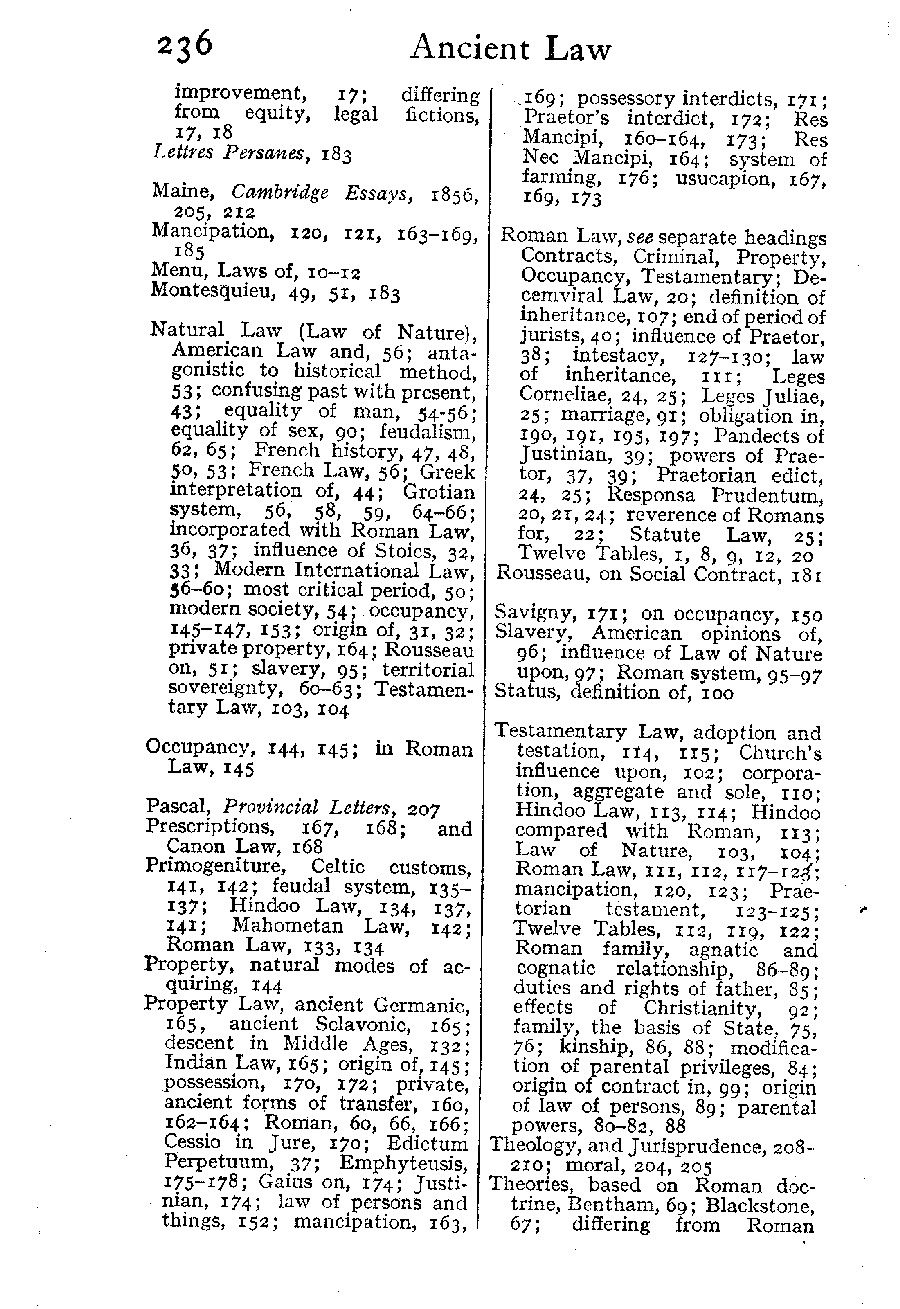 236 Ancient Law
improvement, 17; differing
from equity, legal fictions,
17, 18
Lettres Persanes, 183
Maine, Cambridge Essays, 1856,
205, 212
Mancipation, 120, 121, 163–169,
185
Menu, Laws of, 10–12
Montesquieu, 49, 51, 183
Natural Law (Law of Nature),
American Law and, 56; anta-
gonistic to historical method,
53; confusing past with present,
43; equality of man, 54-56;
equality of sex, 90; feudalism,
62, 65; French history, 47, 48,
50, 53; French Law, 56; Greek
interpretation of, 44; Grotian
system, 56, 58, 59, 64–66;
incorporated with Roman Law,
36, 37; influence of Stoics, 32,
33; Modern International Law,
56–60; most critical period, 50;
modern society, 54; occupancy,
145–147, 153; origin of, 31, 32;
private property, 164; Rousseau
on, 51; slavery, 95; territorial
sovereignty, 60–63; Testamen-
tary Law, 103, 104
Occupancy, 144, 145; in Roman
Law, 145
Pascal, Provincial Letters, 207
Prescriptions, 167, 168; and
Canon Law, 168
Primogeniture, Celtic customs,
141, 142; feudal system, 135–
137; Hindoo Law, 134, 137,
141; Mahometan Law, 142;
Roman Law, 133, 134
Property, natural modes of ac-
quiring, 144
Property Law, ancient Germanic,
165, ancient Sclavonic, 165;
descent in Middle Ages, 132;
Indian Law, 165; origin of, 145;
possession, 170, 172; private,
ancient forms of transfer, 160,
162–164; Roman, 60, 66, 166;
Cessio in Jure, 170; Edictum
Perpetuum, 37; Emphyteusis,
175–178; Gaius on, 174; Justi-
nian, 174; law of persons and
things, 152; mancipation, 163,
169; possessory interdicts, 171;
Praetor's interdict, 172; Res
Mancipi, 160–164, 173; Res
Nec Mancipi, 164; system of
farming, 176; usucapion, 167,
169, 173
Roman Law, see separate headings
Contracts, Criminal, Property,
Occupancy, Testamentary; De-
cemviral Law, 20; definition of
inheritance, 107; end of period of
jurists, 40; influence of Praetor,
38; intestacy, 127–130; law
of inheritance, 111; Leges
Corneliae, 24, 25; Leges Juliae,
25; marriage, 91; obligation in,
190, 191, 195, 197; Pandects of
Justinian, 39; powers of Prae-
tor, 37, 39; Praetorian edict,
24, 25; Responsa Prudentum,
20, 21, 24; reverence of Romans
for, 22; Statute Law, 25;
Twelve Tables, 1, 8, 9, 12, 20
Rousseau, on Social Contract, 181
Savigny, 171; on occupancy, 150
Slavery, American opinions of,
96; influence of Law of Nature
upon, 97; Roman system, 95–97
Status, definition of, 100
Testamentary Law, adoption and
testation, 114, 115; Church's
influence upon, 102; corpora-
tion, aggregate and sole, 110;
Hindoo Law, 113, 114; Hindoo
compared with Roman, 113;
Law of Nature, 103, 104;
Roman Law, 111, 112,
mancipation, 120, 123; Prae-
torian testament, 123–125;
Twelve Tables, 112, 119, 122;
Roman family, agnatic and
cognatic relationship, 86–89;
duties and rights of father, 85;
effects of Christianity, 92;
family, the basis of State, 75,
76; kinship, 86, 88; modifica-
tion of parental privileges, 84;
origin of contract in, 99; origin
of law of persons, 89; parental
powers, 80–82, 88
Theology, and Jurisprudence, 208-
210; moral, 204, 205
Theories, based on Roman doc-
trine, Bentham, 69; Blackstone,
67; differing from Roman